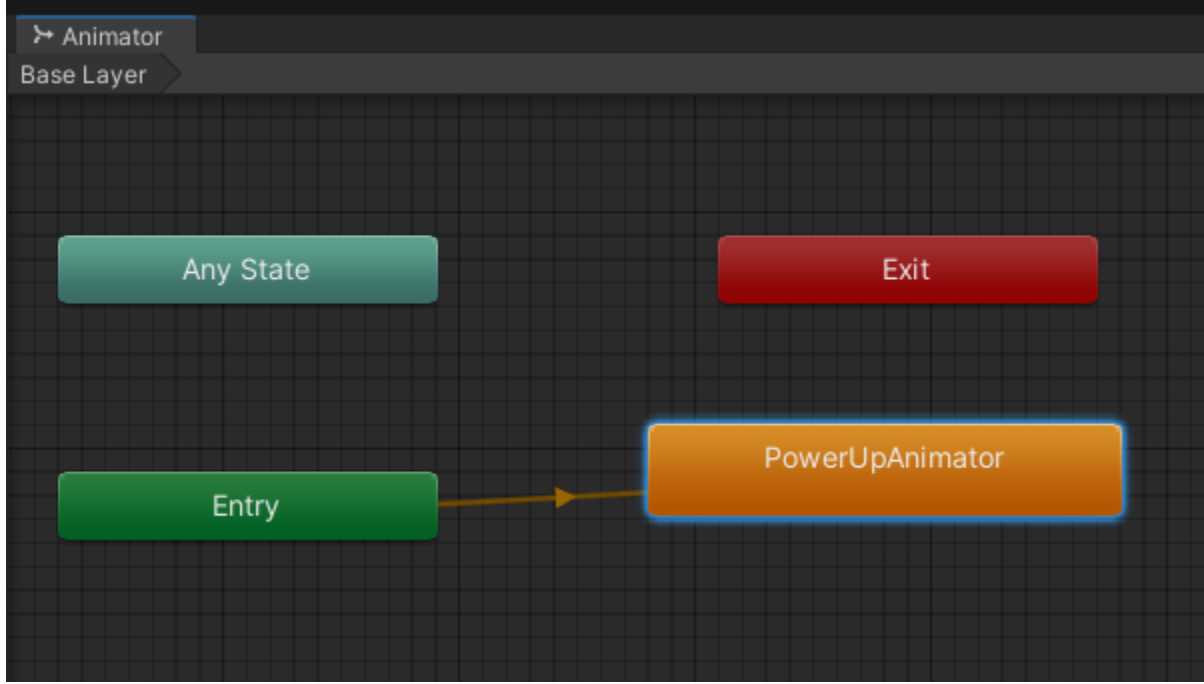 Animator
Base Layer
Any State
Exit
PowerUpAnimator
Entry